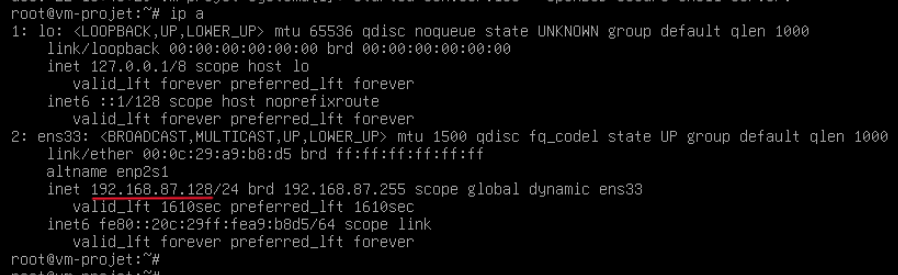 root@vm-projet:~# ip a
1: lo: <LOOPBACK,UP,LOWER_UP> mtu 65536 qdisc noqueue state UNKNOWN group default qlen 1000
link/loopback 00:00:00:00:00:00 brd 00:00:00:00:00:00
inet 127.0.0.1/8 scope host lo
valid_lft forever preferred_lft forever
inet6 ::1/128 scope host noprefixroute
valid_lft forever preferred_lft forever
2: ens33: <BROADCAST,MULTICAST,UP,LOWER_UP> mtu 1500 qdisc fq_codel state UP group default qlen 1000
link/ether 00:0c:29:a9:b8:d5 brd ff:ff:ff:ff:ff:ff
altname enp2s1
inet 192.168.87.128/24 brd 192.168.87.255 scope global dynamic ens33
valid_lft 1610sec preferred_lft 1610sec
inet6 fe80::20c:29ff:fea9:b8d5/64 scope link
valid_lft forever preferred_lft forever
root@vm-projet:~#